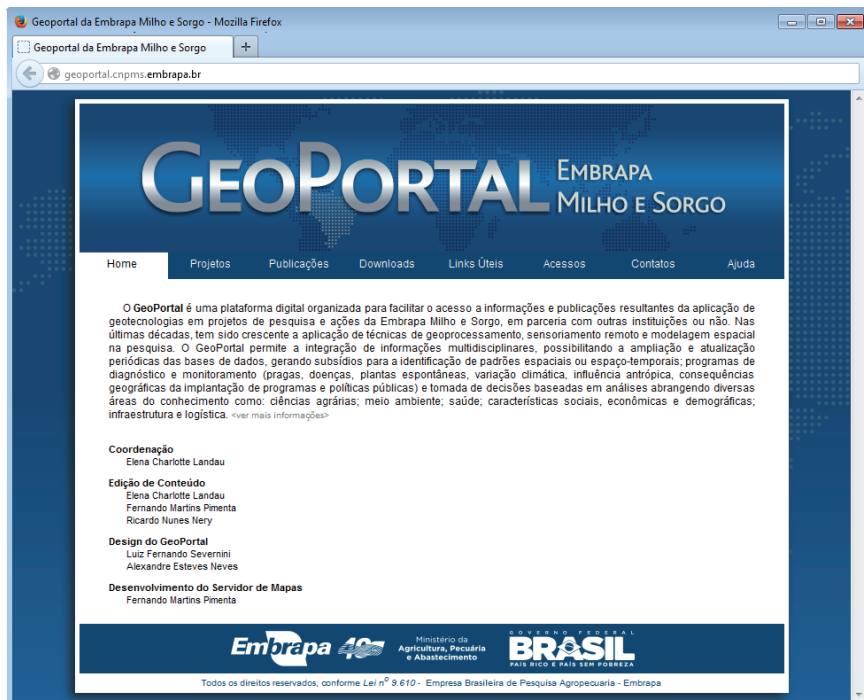 Geoportal da Embrapa Milho e Sorgo - Mozilla Firefox
Geoportal da Embrapa Milho e Sorgo
geoportal.cnpms.embrapa.br
GEOPORTAL EMBRAPA
MILHO E SORGO
Home Projetos Publicações Downloads Links Úteis Acessos Contatos Ajuda
O GeoPortal é uma plataforma digital organizada para facilitar o acesso a informações e publicações resultantes da aplicação de
geotecnologias em projetos de pesquisa e ações da Embrapa Milho e Sorgo, em parceria com outras instituições ou não. Nas
últimas décadas, tem sido crescente a aplicação de técnicas de geoprocessamento, sensoriamento remoto e modelagem espacial
na pesquisa. O GeoPortal permite a integração de informações multidisciplinares, possibilitando a ampliação e atualização
periódicas das bases de dados, gerando subsídios para a identificação de padrões espaciais ou espaço-temporais; programas de
diagnóstico e monitoramento (pragas, doenças, plantas espontâneas, variação climática, influência antrópica, consequências
geográficas da implantação de programas e políticas públicas) e tomada de decisões baseadas em análises abrangendo diversas
áreas do conhecimento como: ciências agrárias; meio ambiente; saúde; características sociais, econômicas e demográficas;
infraestrutura e logística. <ver mais informações>
Coordenação
Elena Charlotte Landau
Edição de Conteúdo
Elena Charlotte Landau
Fernando Martins Pimenta
Ricardo Nunes Nery
Design do GeoPortal
Luiz Fernando Severnini
Alexandre Esteves Neves
Desenvolvimento do Servidor de Mapas
Fernando Martins Pimenta
Embrapa 40
Ministério da
Agricultura, Pecuária
e Abastecimento
GOVERNO FEDERAL
BRASIL
PAÍS RICO É PAÍS SEM POBREZA
Todos os direitos reservados, conforme Lei nº 9.610 - Empresa Brasileira de Pesquisa Agropecuaria - Embrapa